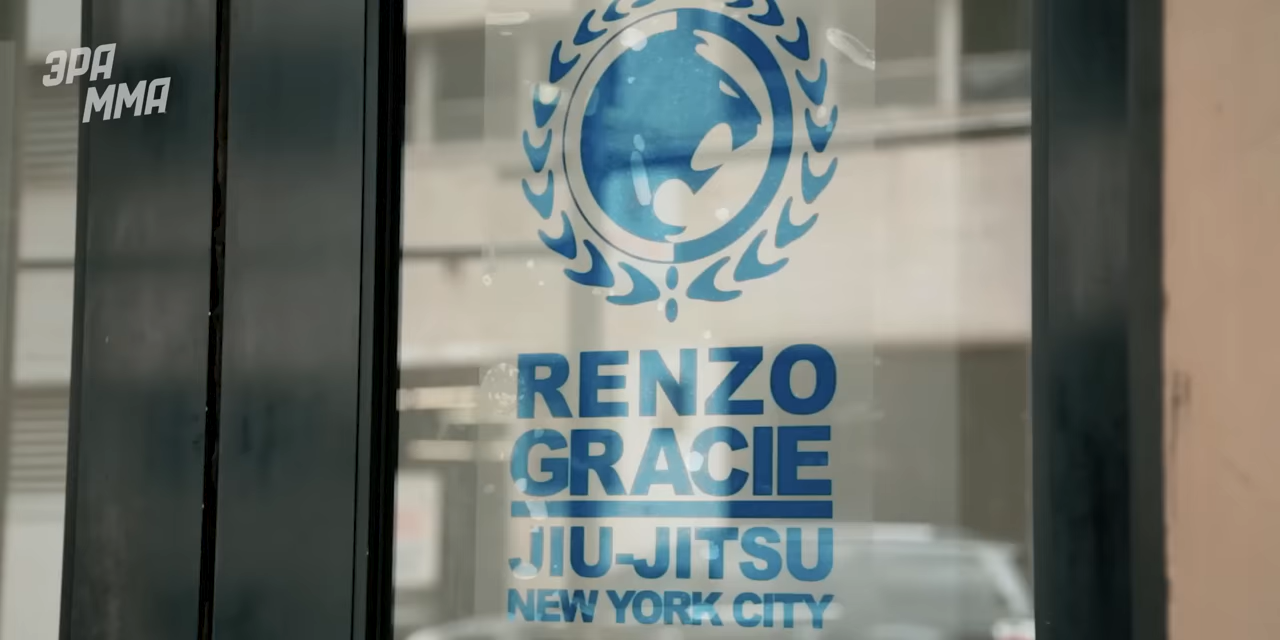 ЭРА
ММА
RENZO
GRACIE
JIU-JITSU
NEW YORK CITY